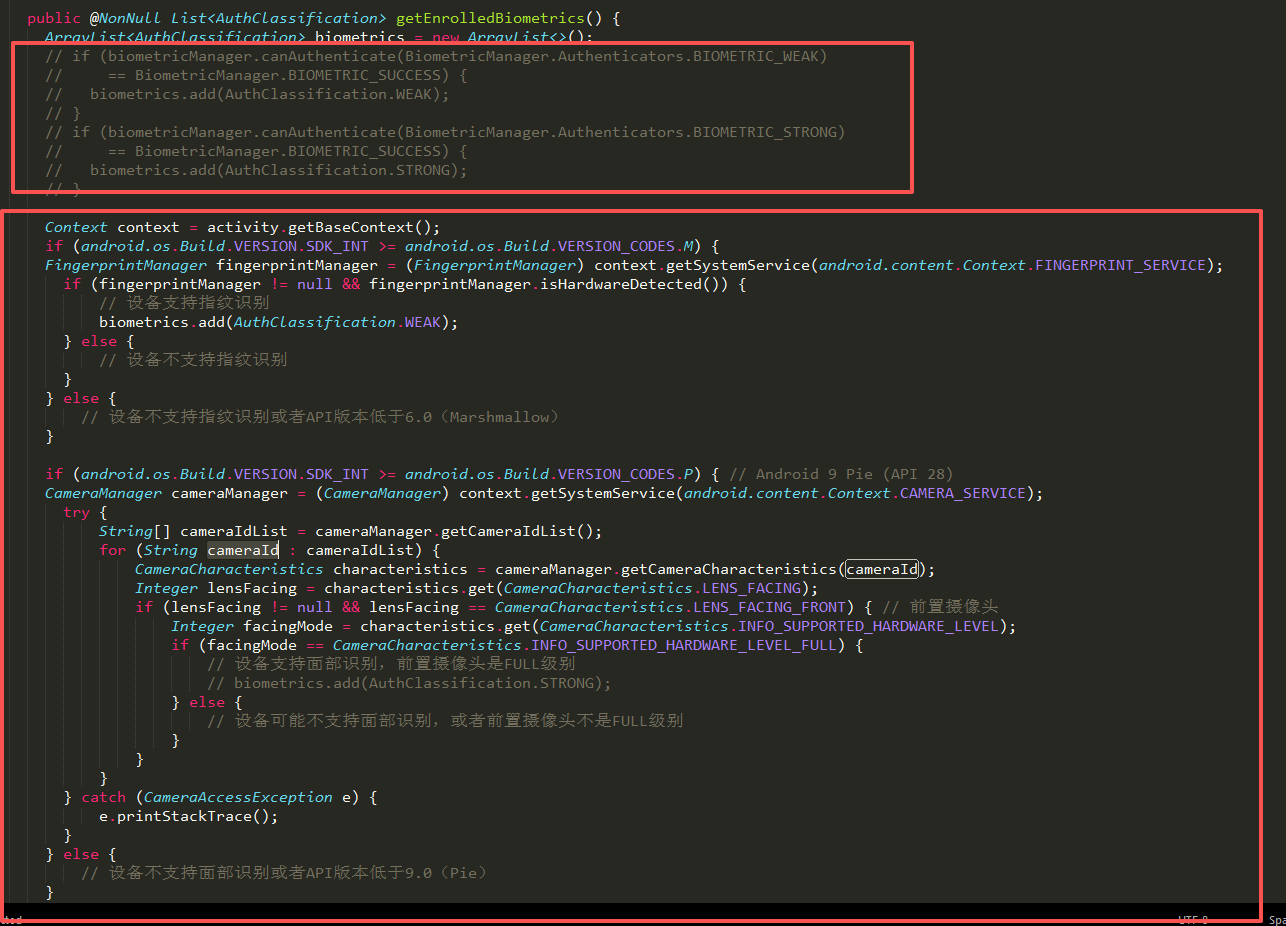 public @NonNull List<AuthClassification> getEnrolledBiometrics() {
ArrayList<AuthClassification> biometrics = new ArrayList<>();
// if (biometricManager.canAuthenticate(BiometricManager.Authenticators.BIOMETRIC_WEAK)
//     == BiometricManager.BIOMETRIC_SUCCESS) {
//   biometrics.add(AuthClassification.WEAK);
// }
// if (biometricManager.canAuthenticate(BiometricManager.Authenticators.BIOMETRIC_STRONG)
//     == BiometricManager.BIOMETRIC_SUCCESS) {
//   biometrics.add(AuthClassification.STRONG);
// }
Context context = activity.getBaseContext();
if (android.os.Build.VERSION.SDK_INT >= android.os.Build.VERSION_CODES.M) {
FingerprintManager fingerprintManager = (FingerprintManager) context.getSystemService(android.content.Context.FINGERPRINT_SERVICE);
if (fingerprintManager != null && fingerprintManager.isHardwareDetected()) {
// 设备支持指纹识别
biometrics.add(AuthClassification.WEAK);
} else {
// 设备不支持指纹识别
}
} else {
// 设备不支持指纹识别或者API版本低于6.0（Marshmallow）
}
if (android.os.Build.VERSION.SDK_INT >= android.os.Build.VERSION_CODES.P) { // Android 9 Pie (API 28)
CameraManager cameraManager = (CameraManager) context.getSystemService(android.content.Context.CAMERA_SERVICE);
try {
String[] cameraIdList = cameraManager.getCameraIdList();
for (String cameraId : cameraIdList) {
CameraCharacteristics characteristics = cameraManager.getCameraCharacteristics(cameraId);
Integer lensFacing = characteristics.get(CameraCharacteristics.LENS_FACING);
if (lensFacing != null && lensFacing == CameraCharacteristics.LENS_FACING_FRONT) { // 前置摄像头
Integer facingMode = characteristics.get(CameraCharacteristics.INFO_SUPPORTED_HARDWARE_LEVEL);
if (facingMode == CameraCharacteristics.INFO_SUPPORTED_HARDWARE_LEVEL_FULL) {
// 设备支持面部识别，前置摄像头是FULL级别
// biometrics.add(AuthClassification.STRONG);
} else {
// 设备可能不支持面部识别，或者前置摄像头不是FULL级别
}
}
}
} catch (CameraAccessException e) {
e.printStackTrace();
}
} else {
// 设备不支持面部识别或者API版本低于9.0（Pie）
}
UTF-8